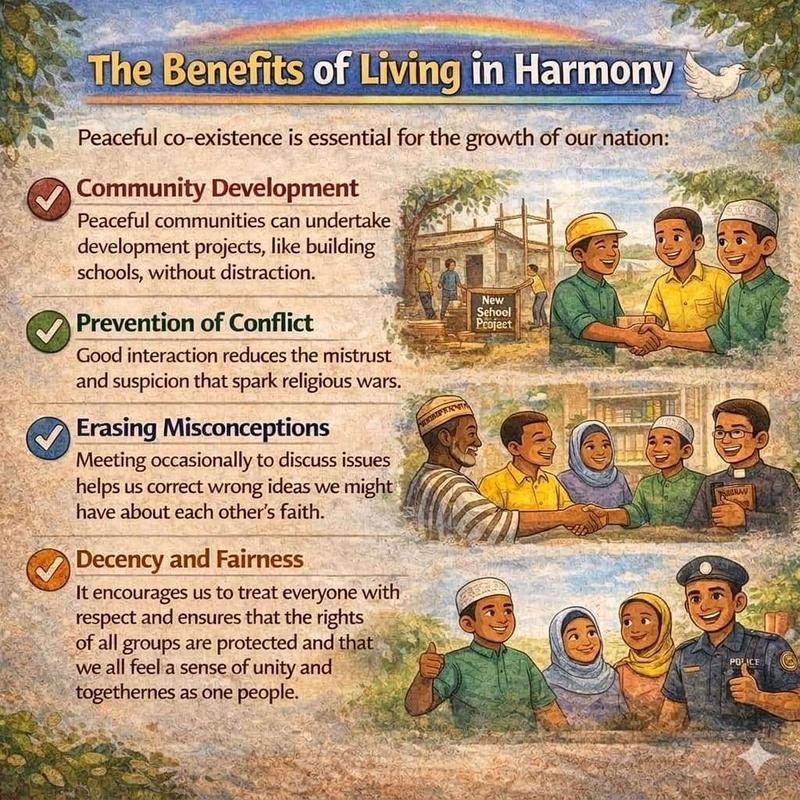 The Benefits of Living in Harmony
Peaceful co-existence is essential for the growth of our nation:
Community Development
Peaceful communities can undertake
development projects, like building
schools, without distraction.
New
School
Project
Prevention of Conflict
Good interaction reduces the mistrust
and suspicion that spark religious wars.
Erasing Misconceptions
Meeting occasionally to discuss issues
helps us correct wrong ideas we might
have about each other's faith.
Decency and Fairness
It encourages us to treat everyone with
respect and ensures that the rights
of all groups are protected and that
we all feel a sense of unity and
togethernes as one people.
POLICE